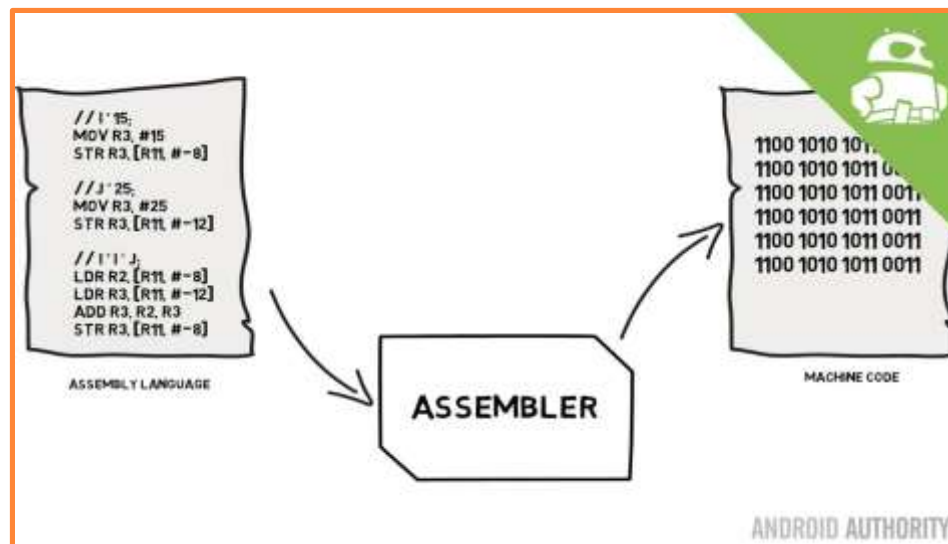 //I'15;
MOV R3, #15
STR R3, [R11, #-8]
//J'25;
MOV R3, #25
STR R3, [R11, #-12]
//I'I'J;
LDR R2, [R11, #-8]
LDR R3, [R11, #-12]
ADD R3, R2, R3
STR R3, [R11, #-8]
ASSEMBLY LANGUAGE
ASSEMBLER
1100 1010
1100 1010 1011
1100 1010 1011 0011
1100 1010 1011 0011
1100 1010 1011 0011
1100 1010 1011 0011
MACHINE CODE
ANDROID AUTHORITY